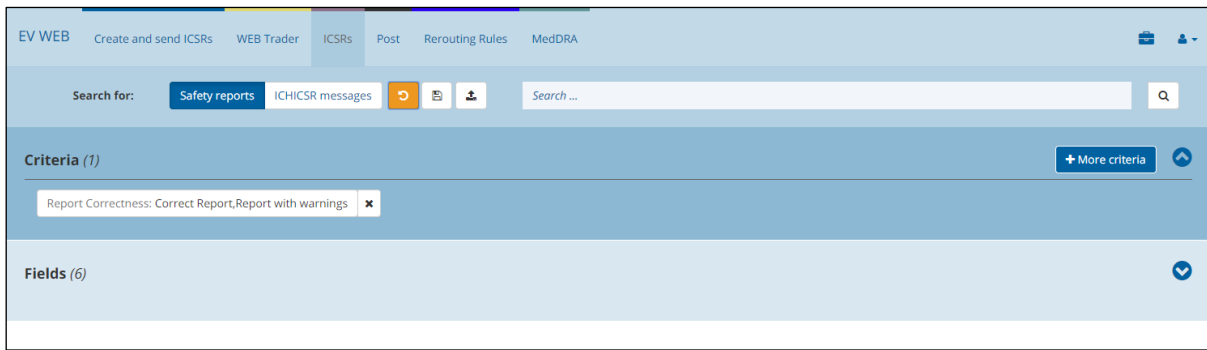 EV WEB Create and send ICSRs WEB Trader ICSRs Post Rerouting Rules MedDRA
Search for: Safety reports ICHICSR messages Search ...
Criteria (1) + More criteria
Report Correctness: Correct Report,Report with warnings ×
Fields (6)